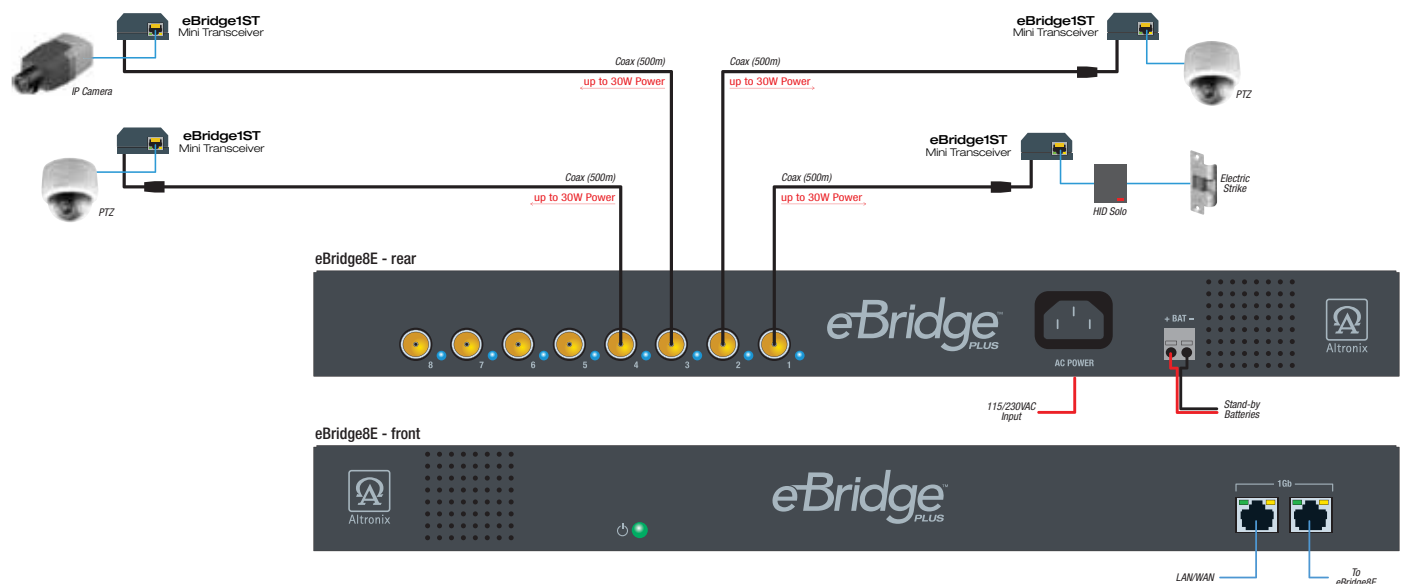 eBridge1ST
Mini Transceiver
IP Camera
Coax (500m)
up to 30W Power
eBridge1ST
Mini Transceiver
PTZ
Coax (500m)
up to 30W Power
eBridge1ST
Mini Transceiver
PTZ
Coax (500m)
up to 30W Power
eBridge1ST
Mini Transceiver
HID Solo
Electric
Strike
Coax (500m)
up to 30W Power
eBridge8E - rear
8
7
6
5
4
3
2
1
eBridge™
PLUS
AC POWER
+ BAT –
Altronix
115/230VAC
Input
Stand-by
Batteries
eBridge8E - front
Altronix
eBridge™
PLUS
1Gb
LAN/WAN
To
eBridge8E